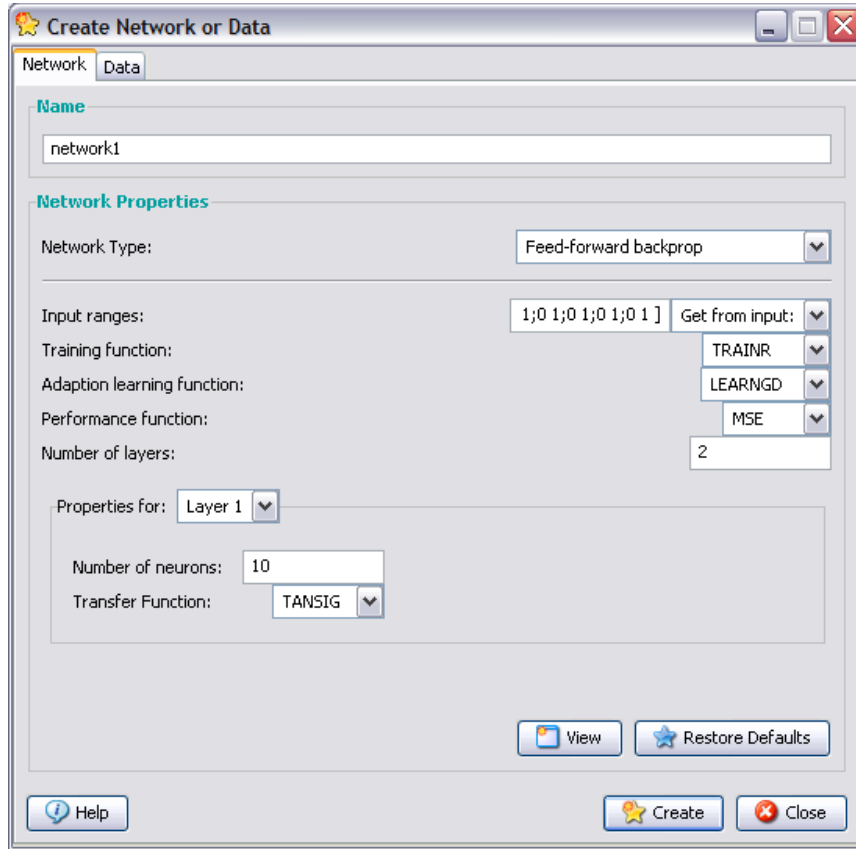 Create Network or Data
Network Data
Name
network1
Network Properties
Network Type: Feed-forward backprop
Input ranges: 1;0 1;0 1;0 1;0 1 ] Get from input:
Training function: TRAINR
Adaption learning function: LEARNGD
Performance function: MSE
Number of layers: 2
Properties for: Layer 1
Number of neurons: 10
Transfer Function: TANSIG
View Restore Defaults
Help Create Close